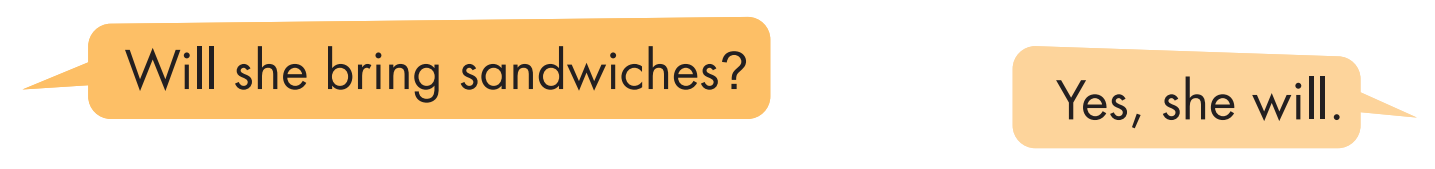 Will she bring sandwiches?
Yes, she will.